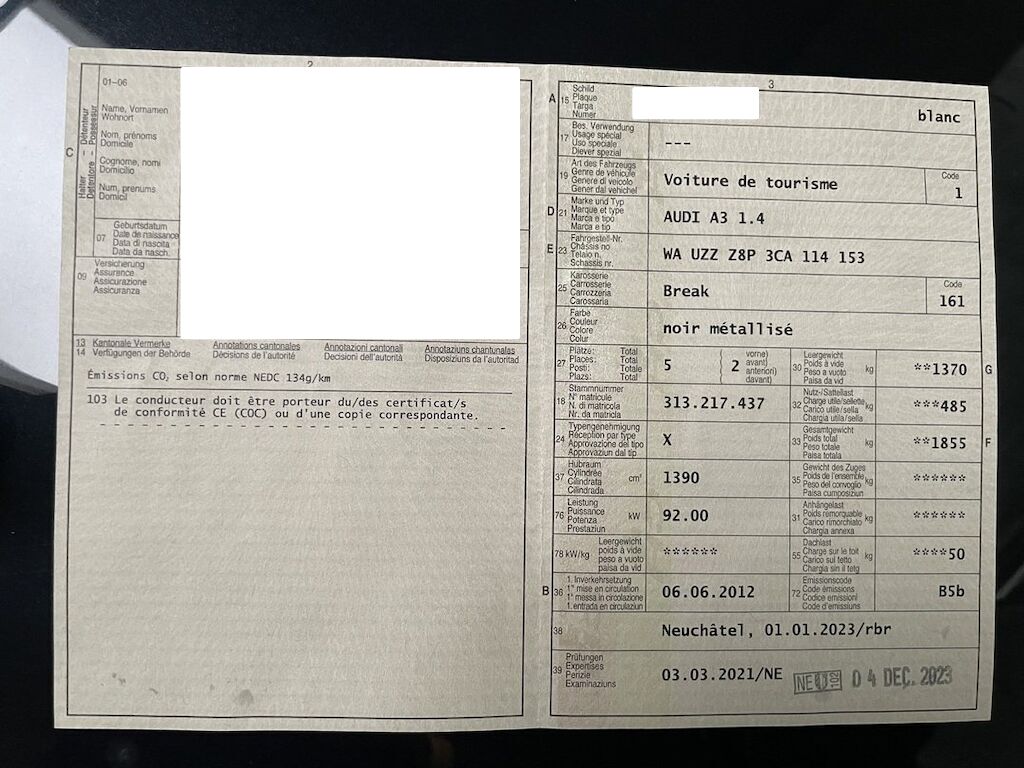 2
01–06
Name, Vornamen
Wohnort
Nom, prénoms
Domicile
Cognome, nomi
Domicilio
Num, prenums
Domicil
C
Halter – Détenteur
Detentore – Possessur
07
Geburtsdatum
Date de naissance
Data di nascita
Data da nasch.
09
Versicherung
Assurance
Assicurazione
Assicuranza
13 Kantonale Vermerke Annotations cantonales Annotazioni cantonali Annotaziuns chantunalas
14 Verfügungen der Behörde Décisions de l'autorité Decisioni dell'autorità Disposiziuns da l'autoritad
Émissions CO₂ selon norme NEDC 134g/km
103 Le conducteur doit être porteur du/des certificat/s
de conformité CE (COC) ou d'une copie correspondante.
3
A 15 Schild
Plaque
Targa
Numer
blanc
17 Bes. Verwendung
Usage spécial
Uso speciale
Diever spezial
---
19 Art des Fahrzeugs
Genre de véhicule
Genere di veicolo
Gener dal vehichel
Voiture de tourisme
Code
1
D 21 Marke und Typ
Marque et type
Marca e tipo
Marca e tip
AUDI A3 1.4
E 23 Fahrgestell-Nr.
Châssis no
Telaio n.
Schassis nr.
WA UZZ Z8P 3CA 114 153
25 Karosserie
Carrosserie
Carrozzeria
Carossaria
Break
Code
161
26 Farbe
Couleur
Colore
Colur
noir métallisé
27 Plätze: Total
Places: Total
Posti: Totale
Plazs: Total
5
2
vorne)
avant)
anteriori)
davant)
30 Leergewicht
Poids à vide
Peso a vuoto
Paisa da vid
kg
**1370
G
18 Stammnummer
N° matricule
N. di matricola
Nr. da matricla
313.217.437
32 Nutz-/Sattellast
Charge utile/sellette
Carico utile/sella
Chargia utila/sella
kg
***485
24 Typengenehmigung
Réception par type
Approvazione del tipo
Approvaziun dal tip
X
33 Gesamtgewicht
Poids total
Peso totale
Paisa totala
kg
**1855
F
37 Hubraum
Cylindrée
Cilindrata
Cilindrada
cm³
1390
35 Gewicht des Zuges
Poids de l'ensemble
Peso del convoglio
Paisa cumposiziun
kg
******
76 Leistung
Puissance
Potenza
Prestaziun
kW
92.00
31 Anhängelast
Poids remorquable
Carico rimorchiato
Chargia annexa
kg
******
78 kW/kg
Leergewicht
poids à vide
peso a vuoto
paisa da vid
******
55 Dachlast
Charge sur le toit
Carico sul tetto
Chargia sin il tetg
kg
****50
B 36 1. Inverkehrsetzung
1re mise en circulation
1a messa in circolazione
1. entrada en circulaziun
06.06.2012
72 Emissionscode
Code émissions
Codice emissioni
Code d'emissiuns
B5b
38
Neuchâtel, 01.01.2023/rbr
39 Prüfungen
Expertises
Perizie
Examinaziuns
03.03.2021/NE
NE
102
04 DEC. 2023